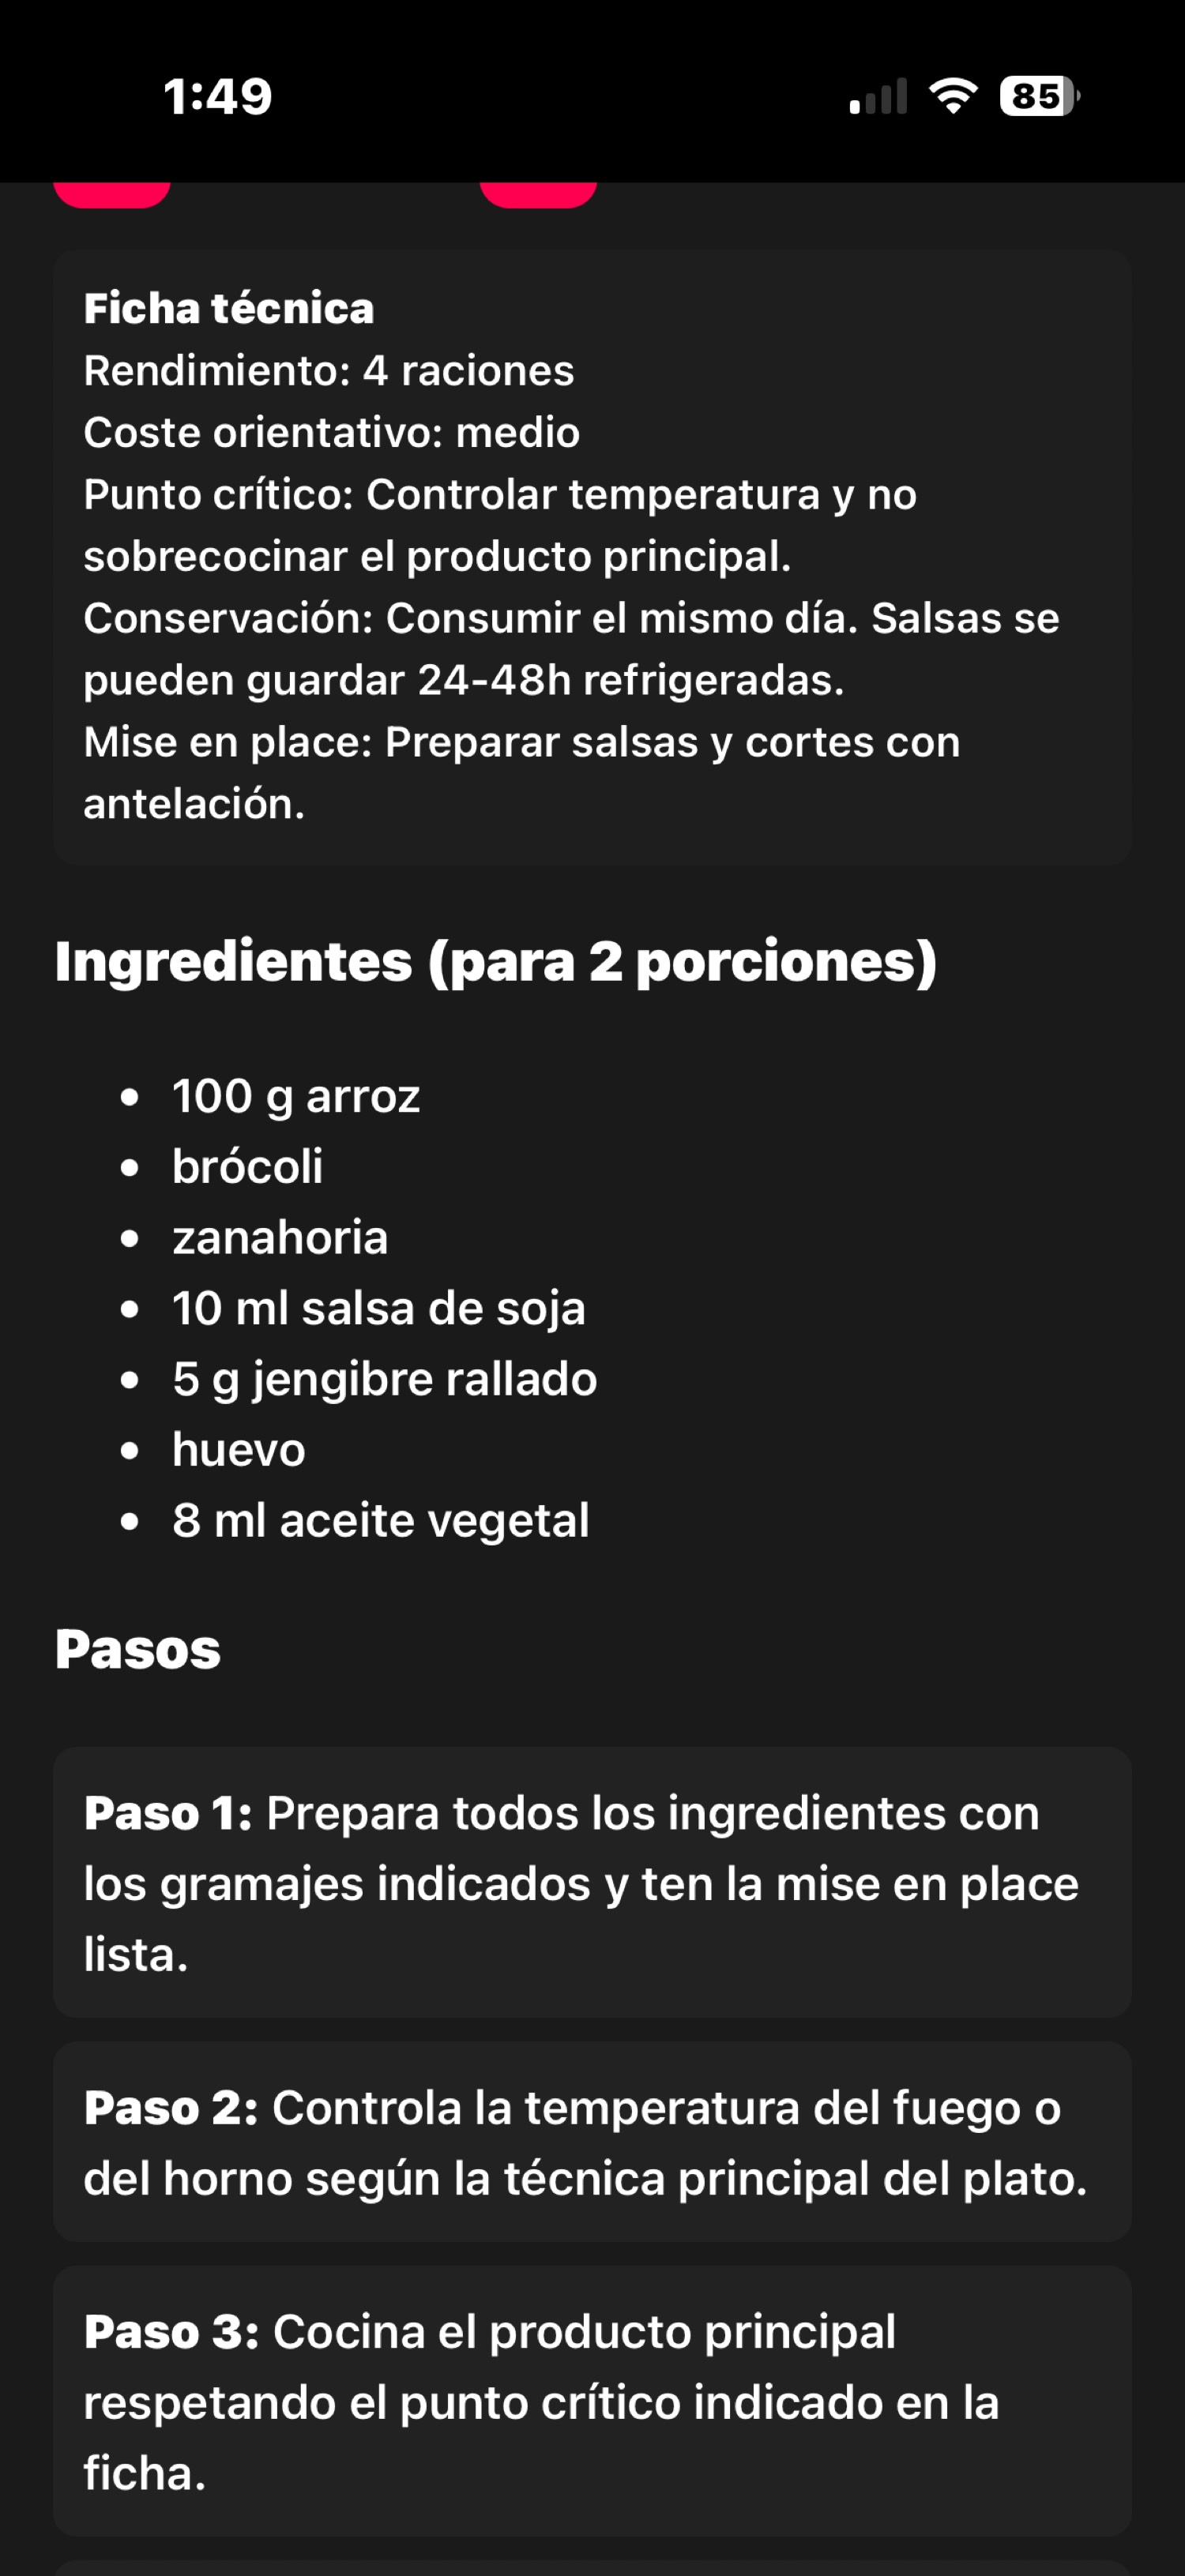 1:49
85
Ficha técnica
Rendimiento: 4 raciones
Coste orientativo: medio
Punto crítico: Controlar temperatura y no
sobrecocinar el producto principal.
Conservación: Consumir el mismo día. Salsas se
pueden guardar 24-48h refrigeradas.
Mise en place: Preparar salsas y cortes con
antelación.
Ingredientes (para 2 porciones)
• 100 g arroz
• brócoli
• zanahoria
• 10 ml salsa de soja
• 5 g jengibre rallado
• huevo
• 8 ml aceite vegetal
Pasos
Paso 1: Prepara todos los ingredientes con
los gramajes indicados y ten la mise en place
lista.
Paso 2: Controla la temperatura del fuego o
del horno según la técnica principal del plato.
Paso 3: Cocina el producto principal
respetando el punto crítico indicado en la
ficha.